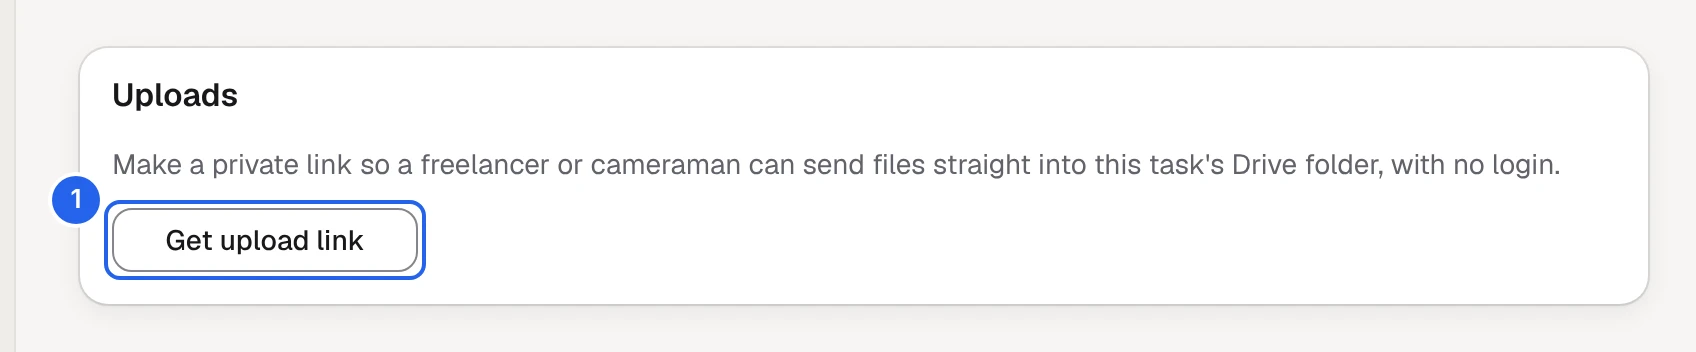 Uploads
Make a private link so a freelancer or cameraman can send files straight into this task's Drive folder, with no login.
1
Get upload link